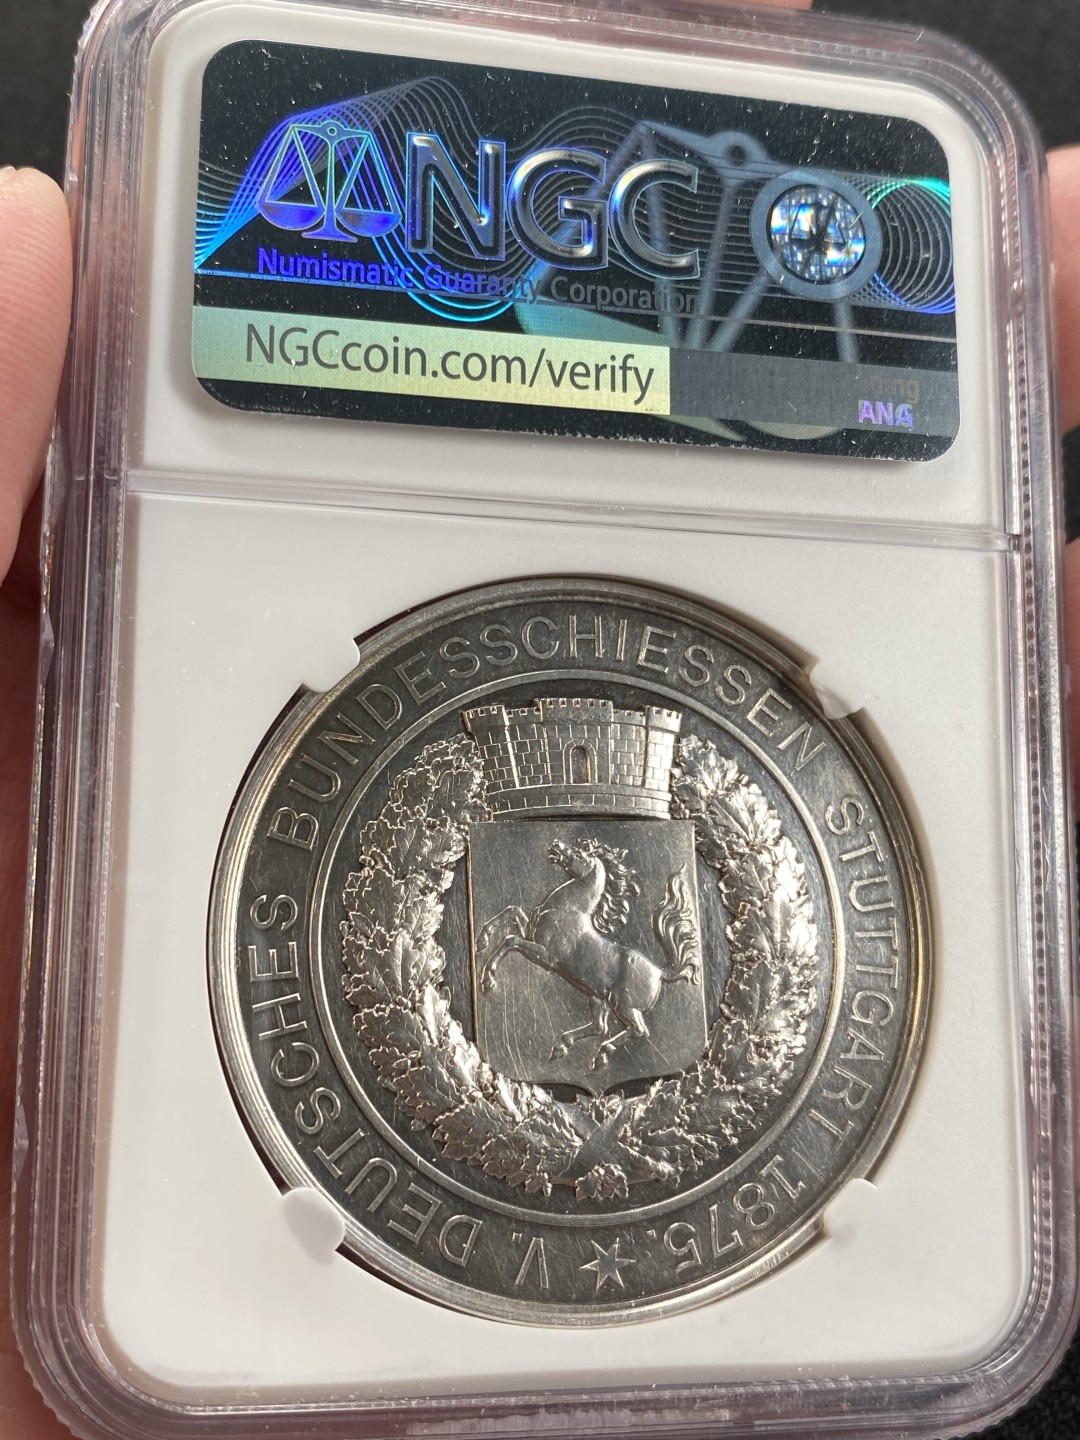 NGC
Numismatic Guaranty Corporation
NGCcoin.com/verify
ANA
V. DEUTSCHES BUNDESSCHIESSEN STUTTGART 1875.